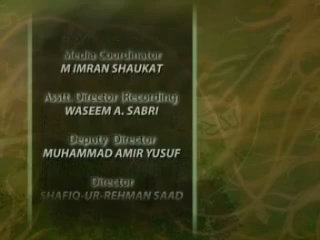 Media Coordinator
M IMRAN SHAUKAT
Asstt. Director Recording
WASEEM A. SABRI
Deputy Director
MUHAMMAD AMIR YUSUF
Director
SHAFIQ-UR-REHMAN SAAD